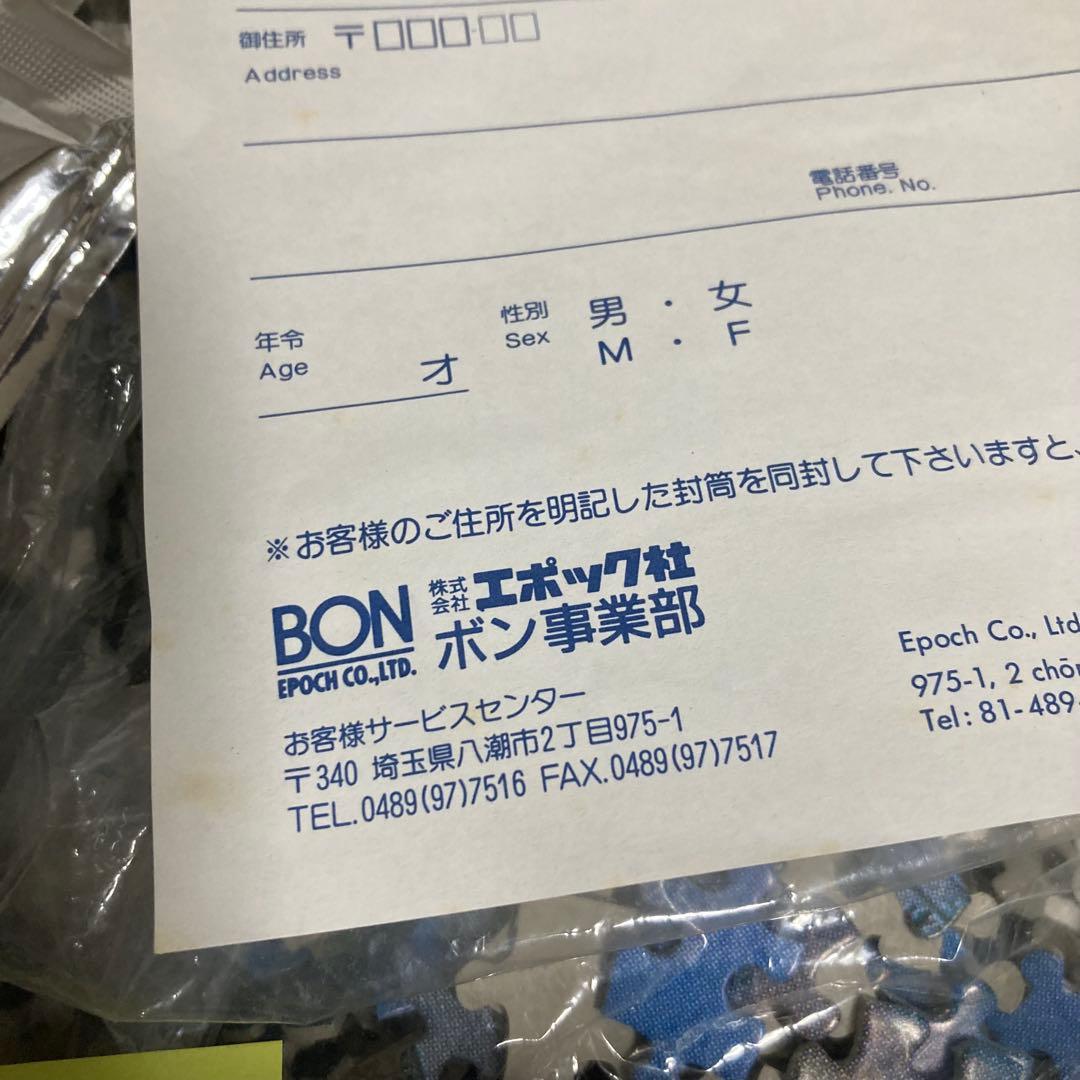 御住所 〒□□□-□□
Address
電話番号
Phone. No.
年令 性別 男・女
Age 才 Sex M・F
※お客様のご住所を明記した封筒を同封して下さいますと、
BON 株式会社 エポック社
EPOCH CO.,LTD. ボン事業部
お客様サービスセンター
〒340 埼玉県八潮市2丁目975-1
TEL.0489(97)7516 FAX.0489(97)7517
Epoch Co., Ltd
975-1, 2 chō
Tel: 81-489